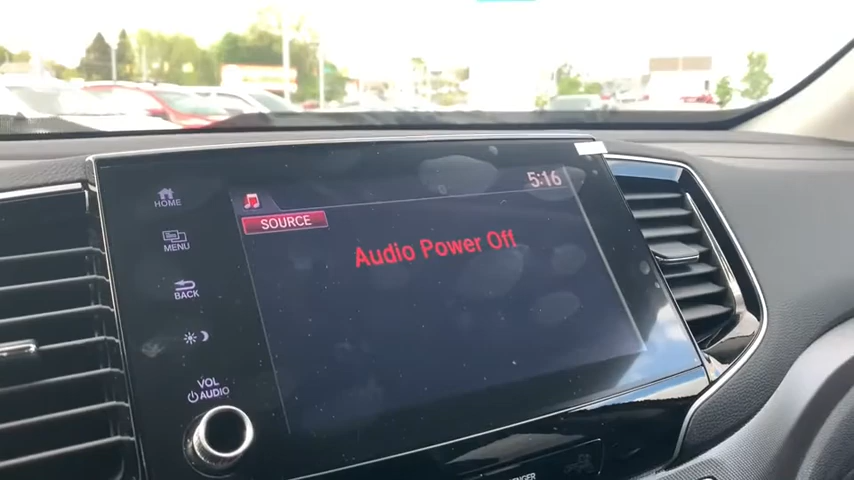 HOME
MENU
BACK
VOL
AUDIO
5:16
SOURCE
Audio Power Off